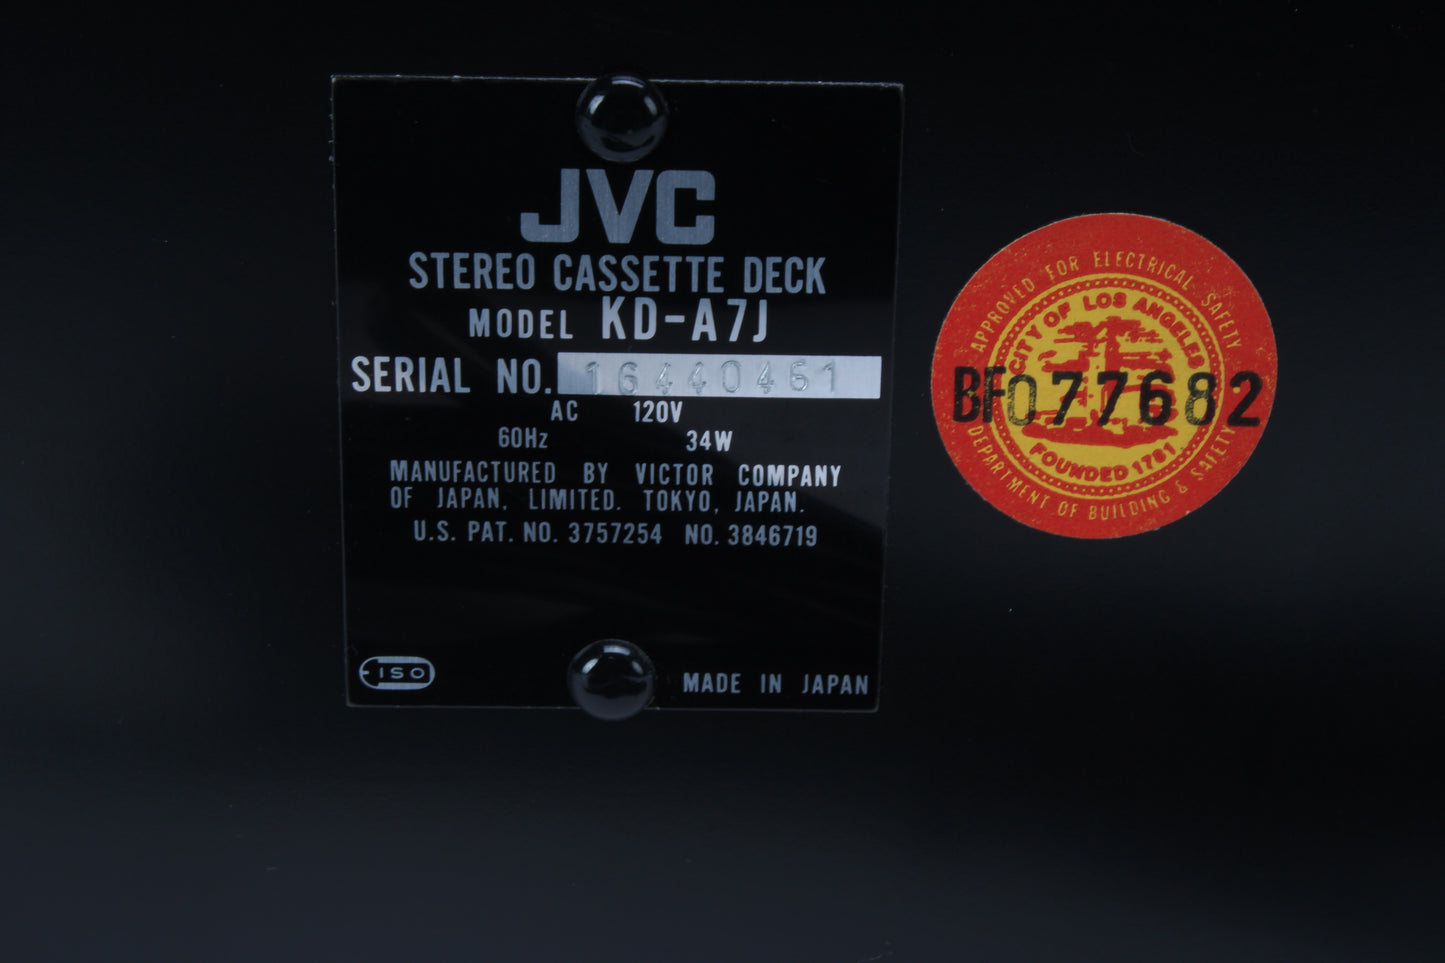 JVC
STEREO CASSETTE DECK
MODEL KD-A7J
SERIAL NO. 16440461
AC 120V
60Hz 34W
MANUFACTURED BY VICTOR COMPANY
OF JAPAN, LIMITED. TOKYO, JAPAN.
U.S. PAT. NO. 3757254 NO. 3846719
ISO
MADE IN JAPAN
APPROVED FOR ELECTRICAL SAFETY
CITY OF LOS ANGELES
BF077682
FOUNDED 1781
DEPARTMENT OF BUILDING & SAFETY